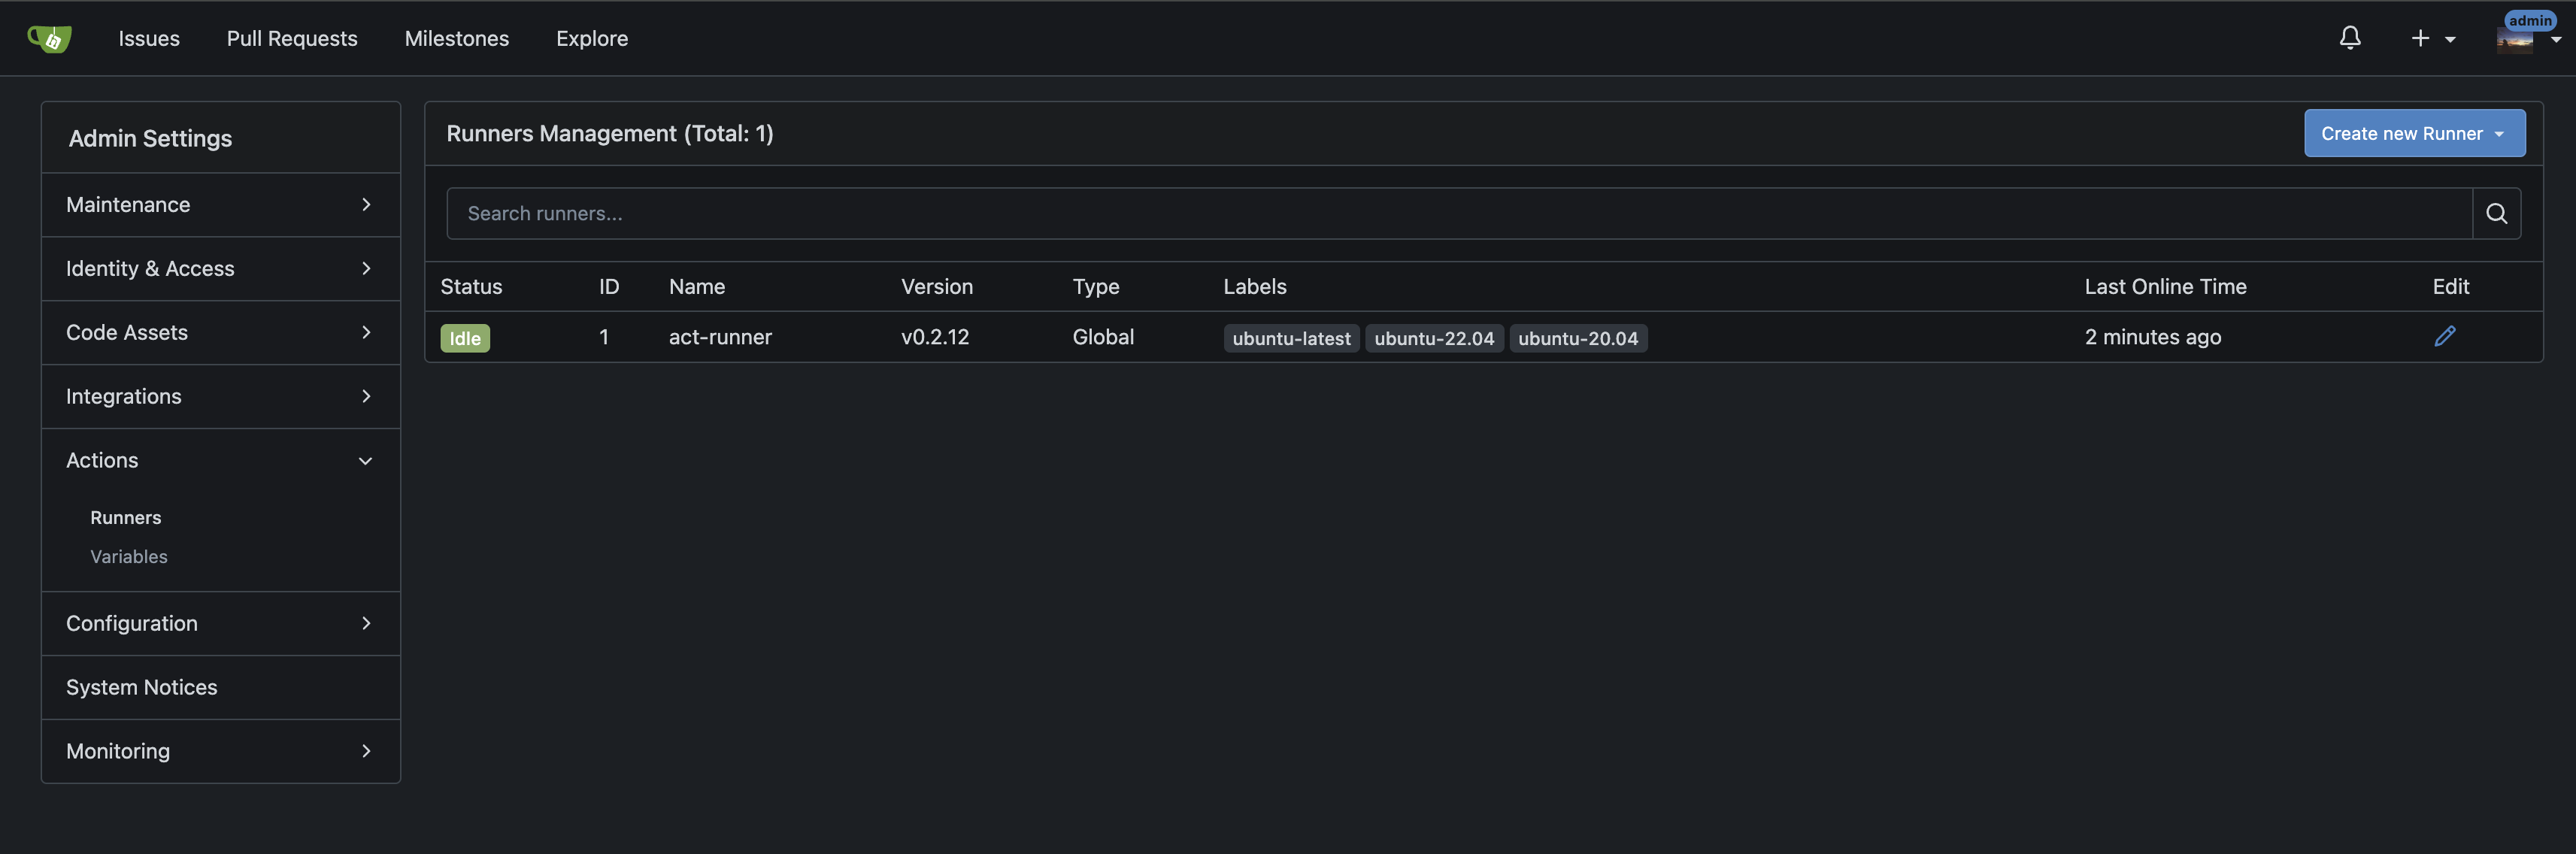 Issues Pull Requests Milestones Explore admin
Admin Settings
Maintenance
Identity & Access
Code Assets
Integrations
Actions
Runners
Variables
Configuration
System Notices
Monitoring
Runners Management (Total: 1) Create new Runner
Search runners...
Status ID Name Version Type Labels Last Online Time Edit
Idle 1 act-runner v0.2.12 Global ubuntu-latest ubuntu-22.04 ubuntu-20.04 2 minutes ago